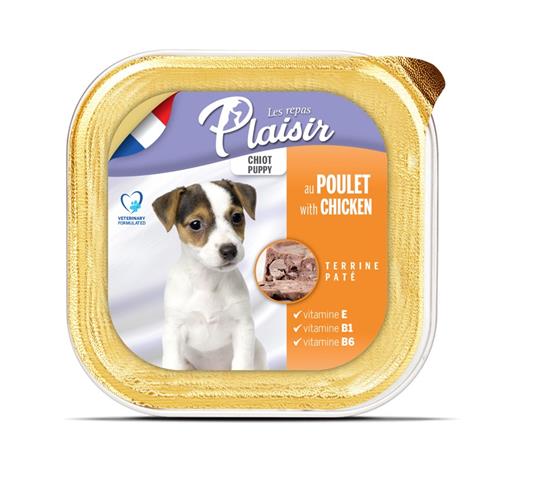 Les repas
Plaisir
CHIOT
PUPPY
au POULET
with CHICKEN
VETERINARY
FORMULATED
TERRINE
PATÉ
✓ vitamine E
✓ vitamine B1
✓ vitamine B6